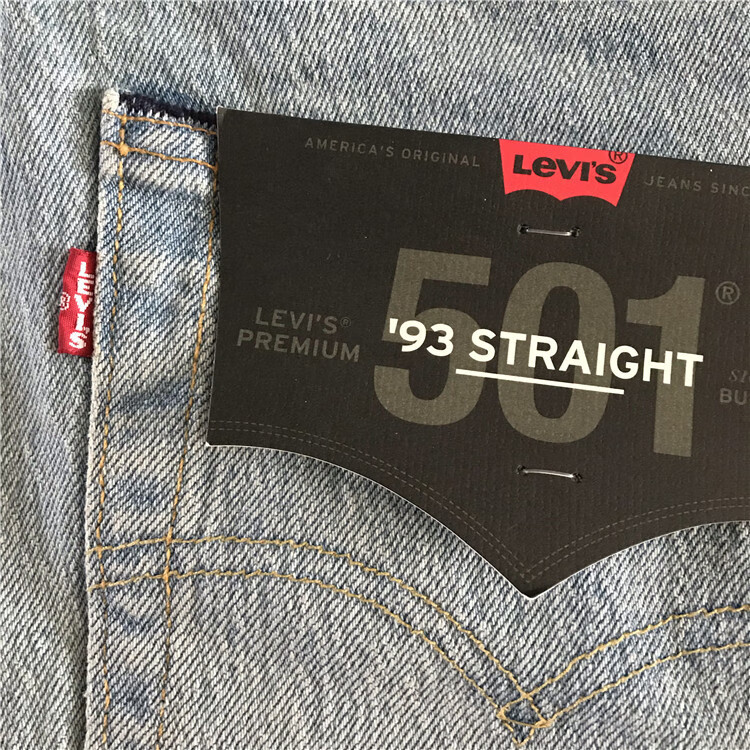 AMERICA'S ORIGINAL
LEVI'S®
JEANS SINC
501®
LEVI'S®
PREMIUM
'93 STRAIGHT
BU
LEVI'S
®